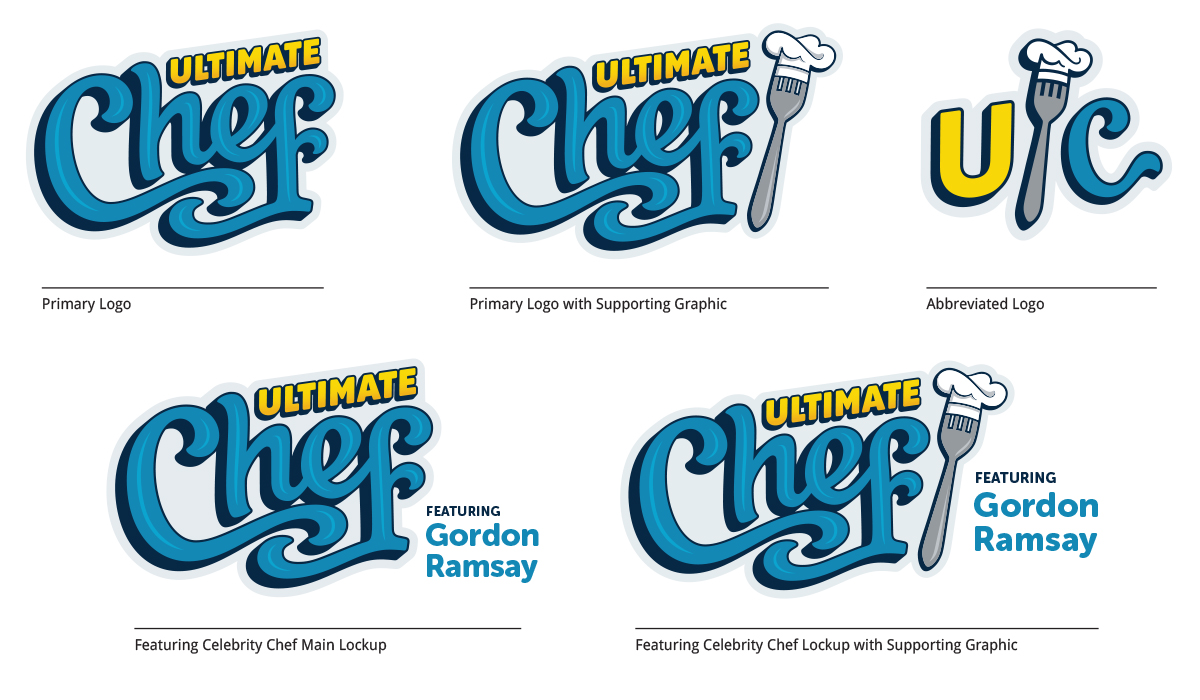 ULTIMATE
Chef
Primary Logo
ULTIMATE
Chef
Primary Logo with Supporting Graphic
UC
Abbreviated Logo
ULTIMATE
Chef
FEATURING
Gordon
Ramsay
Featuring Celebrity Chef Main Lockup
ULTIMATE
Chef
FEATURING
Gordon
Ramsay
Featuring Celebrity Chef Lockup with Supporting Graphic